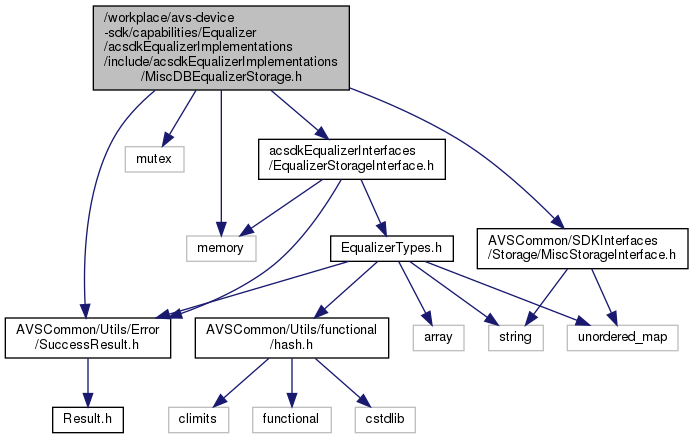 /workplace/avs-device
-sdk/capabilities/Equalizer
/acsdkEqualizerImplementations
/include/acsdkEqualizerImplementations
/MiscDBEqualizerStorage.h
mutex
acsdkEqualizerInterfaces
/EqualizerStorageInterface.h
memory
EqualizerTypes.h
AVSCommon/SDKInterfaces
/Storage/MiscStorageInterface.h
AVSCommon/Utils/Error
/SuccessResult.h
AVSCommon/Utils/functional
/hash.h
array
string
unordered_map
Result.h
climits
functional
cstdlib